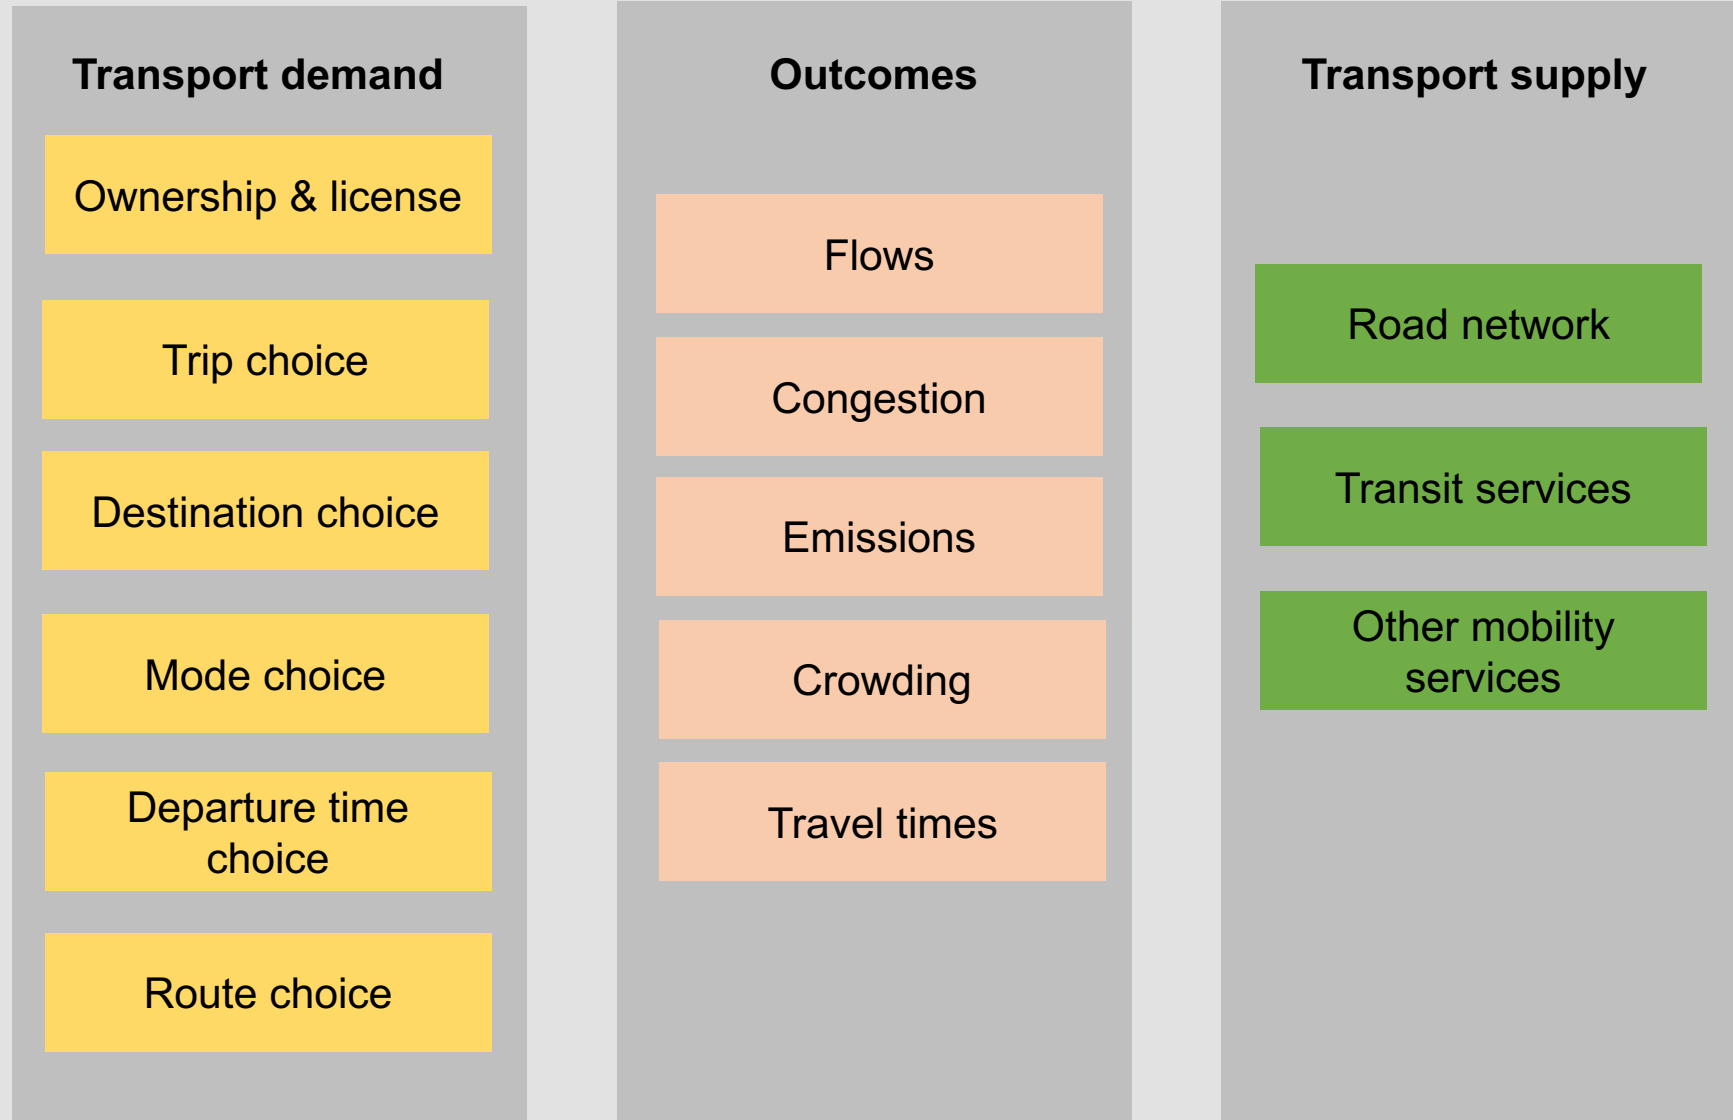 Transport demand
Ownership & license
Trip choice
Destination choice
Mode choice
Departure time
choice
Route choice
Outcomes
Flows
Congestion
Emissions
Crowding
Travel times
Transport supply
Road network
Transit services
Other mobility
services